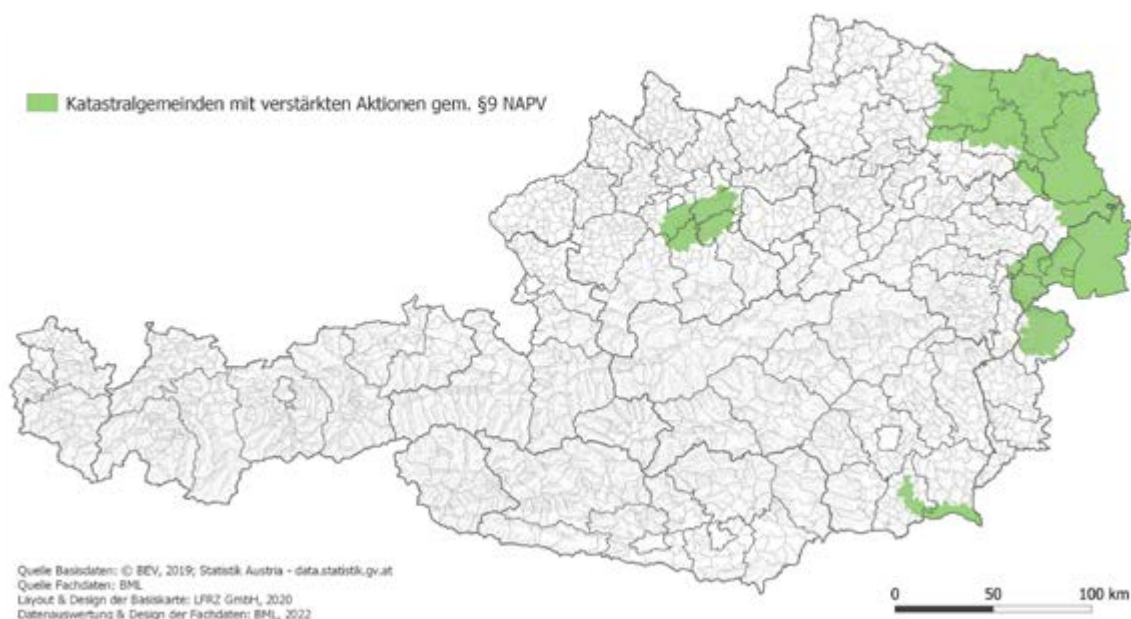 Katastralgemeinden mit verstärkten Aktionen gem. §9 NAPV
Quelle Basisdaten: © BEV, 2019; Statistik Austria - data.statistik.gv.at
Quelle Fachdaten: BML
Layout & Design der Basiskarte: LFRZ GmbH, 2020
Datenauswertung & Design der Fachdaten: BML, 2022
0 50 100 km